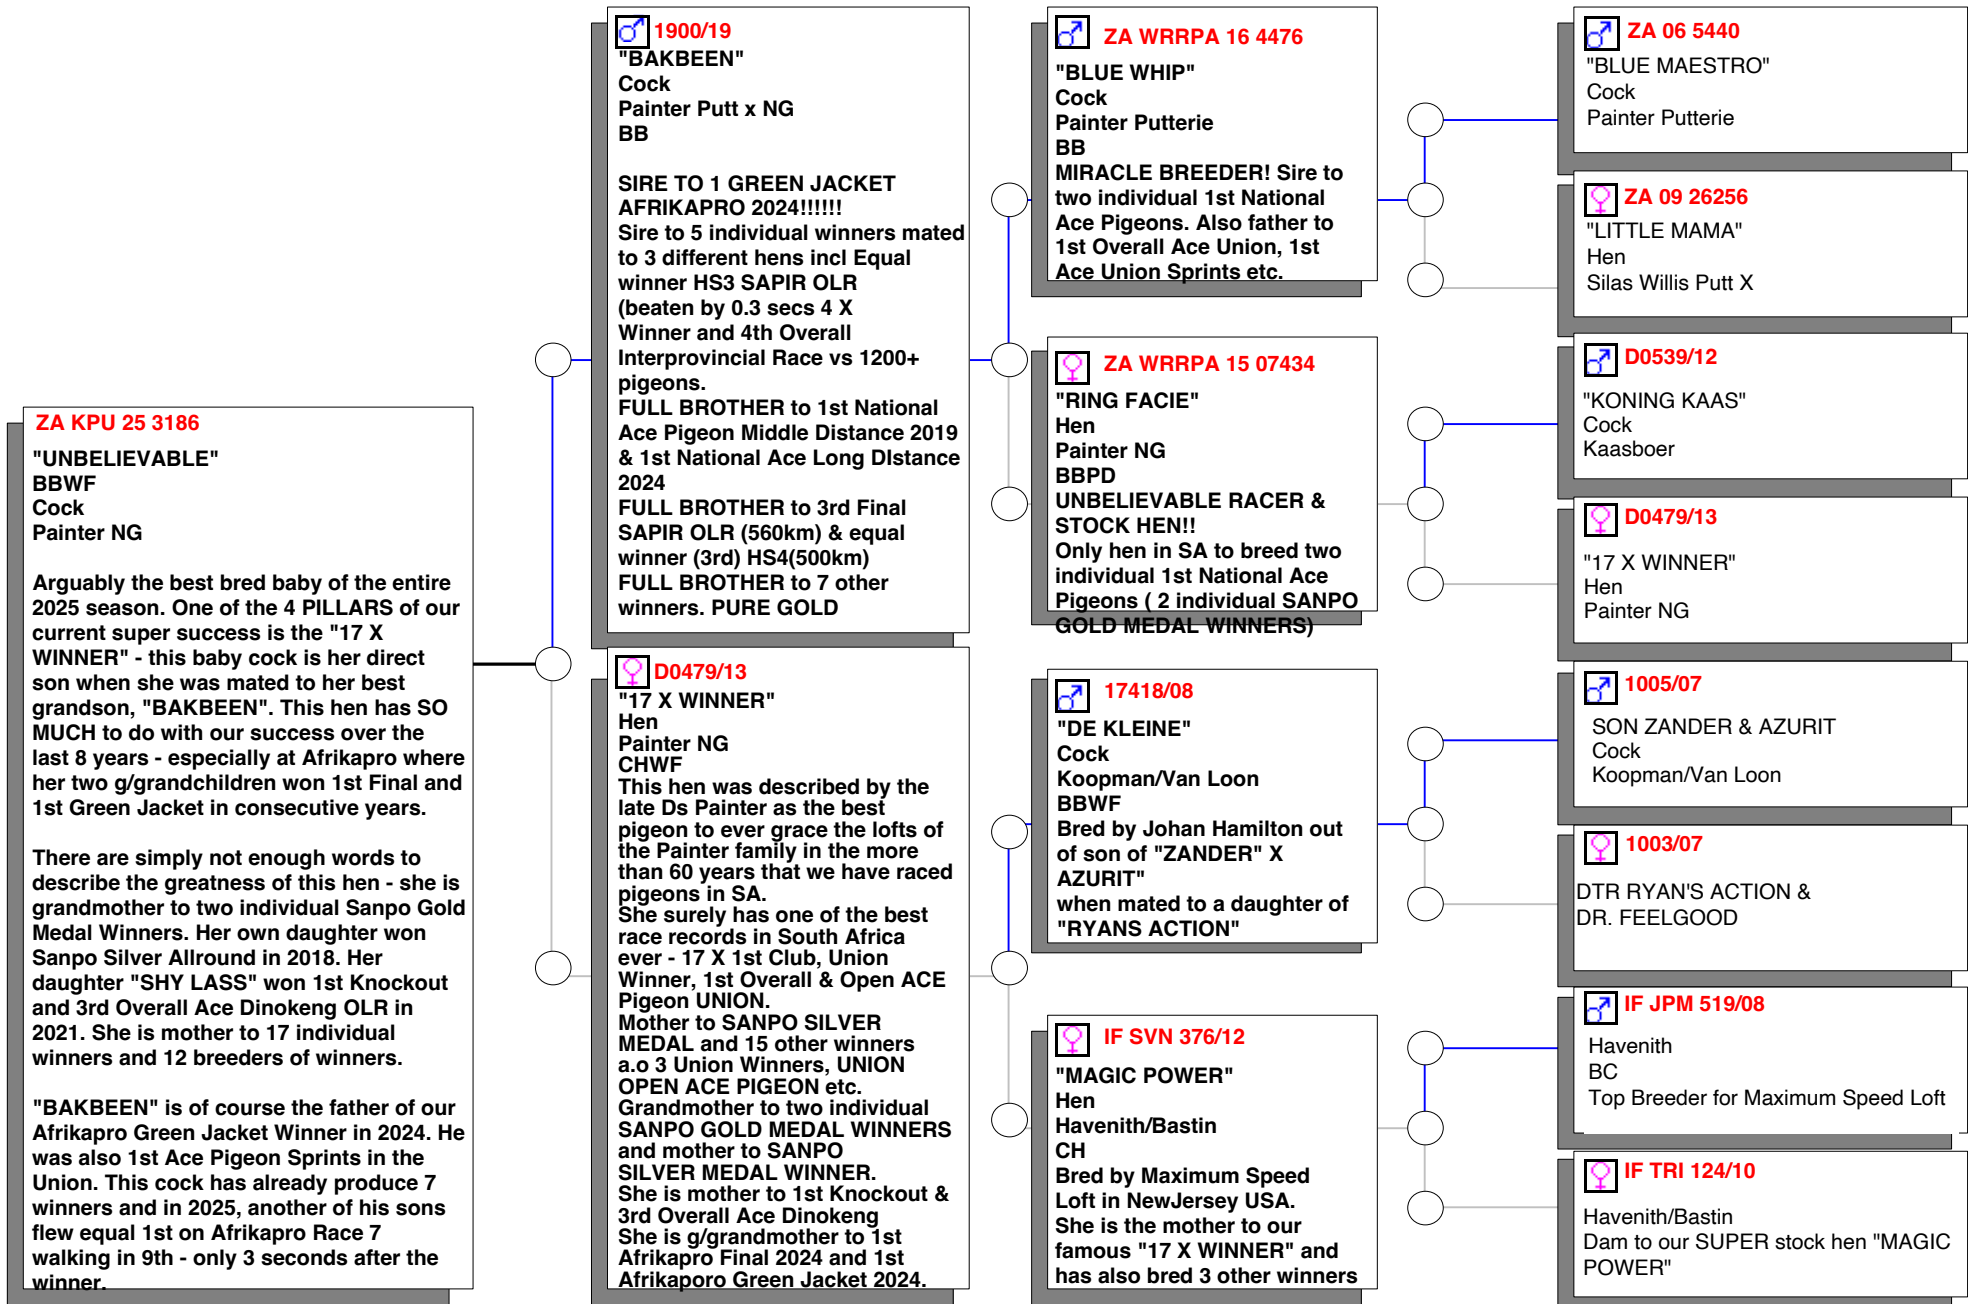 ZA KPU 25 3186
"UNBELIEVABLE"
BBWF
Cock
Painter NG
Arguably the best bred baby of the entire
2025 season. One of the 4 PILLARS of our
current super success is the "17 X
WINNER" - this baby cock is her direct
son when she was mated to her best
grandson, "BAKBEEN". This hen has SO
MUCH to do with our success over the
last 8 years - especially at Afrikapro where
her two g/grandchildren won 1st Final and
1st Green Jacket in consecutive years.
There are simply not enough words to
describe the greatness of this hen - she is
grandmother to two individual Sanpo Gold
Medal Winners. Her own daughter won
Sanpo Silver Allround in 2018. Her
daughter "SHY LASS" won 1st Knockout
and 3rd Overall Ace Dinokeng OLR in
2021. She is mother to 17 individual
winners and 12 breeders of winners.
"BAKBEEN" is of course the father of our
Afrikapro Green Jacket Winner in 2024. He
was also 1st Ace Pigeon Sprints in the
Union. This cock has already produce 7
winners and in 2025, another of his sons
flew equal 1st on Afrikapro Race 7
walking in 9th - only 3 seconds after the
winner.
1900/19
"BAKBEEN"
Cock
Painter Putt x NG
BB
SIRE TO 1 GREEN JACKET
AFRIKAPRO 2024!!!!!!
Sire to 5 individual winners mated
to 3 different hens incl Equal
winner HS3 SAPIR OLR
(beaten by 0.3 secs 4 X
Winner and 4th Overall
Interprovincial Race vs 1200+
pigeons.
FULL BROTHER to 1st National
Ace Pigeon Middle Distance 2019
& 1st National Ace Long DIstance
2024
FULL BROTHER to 3rd Final
SAPIR OLR (560km) & equal
winner (3rd) HS4(500km)
FULL BROTHER to 7 other
winners. PURE GOLD
D0479/13
"17 X WINNER"
Hen
Painter NG
CHWF
This hen was described by the
late Ds Painter as the best
pigeon to ever grace the lofts of
the Painter family in the more
than 60 years that we have raced
pigeons in SA.
She surely has one of the best
race records in South Africa
ever - 17 X 1st Club, Union
Winner, 1st Overall & Open ACE
Pigeon UNION.
Mother to SANPO SILVER
MEDAL and 15 other winners
a.o 3 Union Winners, UNION
OPEN ACE PIGEON etc.
Grandmother to two individual
SANPO GOLD MEDAL WINNERS
and mother to SANPO
SILVER MEDAL WINNER.
She is mother to 1st Knockout &
3rd Overall Ace Dinokeng
She is g/grandmother to 1st
Afrikapro Final 2024 and 1st
Afrikaporo Green Jacket 2024.
ZA WRRPA 16 4476
"BLUE WHIP"
Cock
Painter Putterie
BB
MIRACLE BREEDER! Sire to
two individual 1st National
Ace Pigeons. Also father to
1st Overall Ace Union, 1st
Ace Union Sprints etc.
ZA WRRPA 15 07434
"RING FACIE"
Hen
Painter NG
BBPD
UNBELIEVABLE RACER &
STOCK HEN!!
Only hen in SA to breed two
individual 1st National Ace
Pigeons ( 2 individual SANPO
GOLD MEDAL WINNERS)
17418/08
"DE KLEINE"
Cock
Koopman/Van Loon
BBWF
Bred by Johan Hamilton out
of son of "ZANDER" X
AZURIT"
when mated to a daughter of
"RYANS ACTION"
IF SVN 376/12
"MAGIC POWER"
Hen
Havenith/Bastin
CH
Bred by Maximum Speed
Loft in NewJersey USA.
She is the mother to our
famous "17 X WINNER" and
has also bred 3 other winners
ZA 06 5440
"BLUE MAESTRO"
Cock
Painter Putterie
ZA 09 26256
"LITTLE MAMA"
Hen
Silas Willis Putt X
D0539/12
"KONING KAAS"
Cock
Kaasboer
D0479/13
"17 X WINNER"
Hen
Painter NG
1005/07
SON ZANDER & AZURIT
Cock
Koopman/Van Loon
1003/07
DTR RYAN'S ACTION &
DR. FEELGOOD
IF JPM 519/08
Havenith
BC
Top Breeder for Maximum Speed Loft
IF TRI 124/10
Havenith/Bastin
Dam to our SUPER stock hen "MAGIC
POWER"